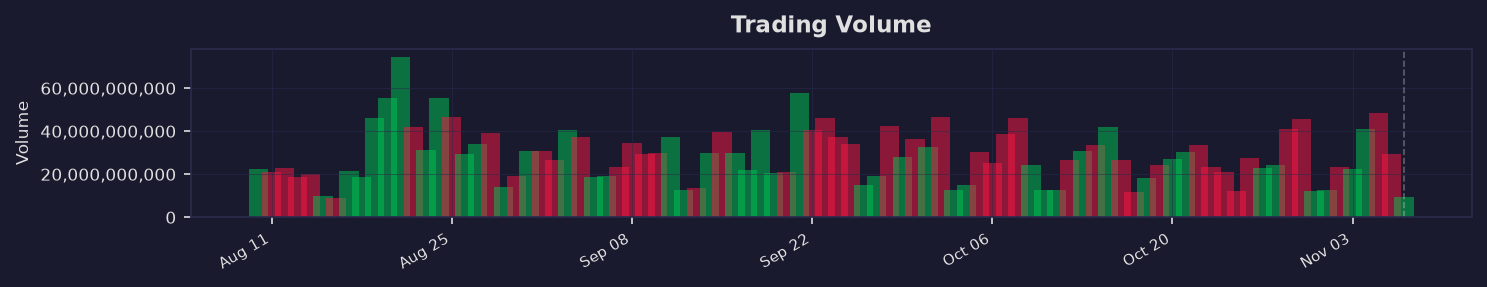 Trading Volume
Volume
60,000,000,000
40,000,000,000
20,000,000,000
0
Aug 11
Aug 25
Sep 08
Sep 22
Oct 06
Oct 20
Nov 03